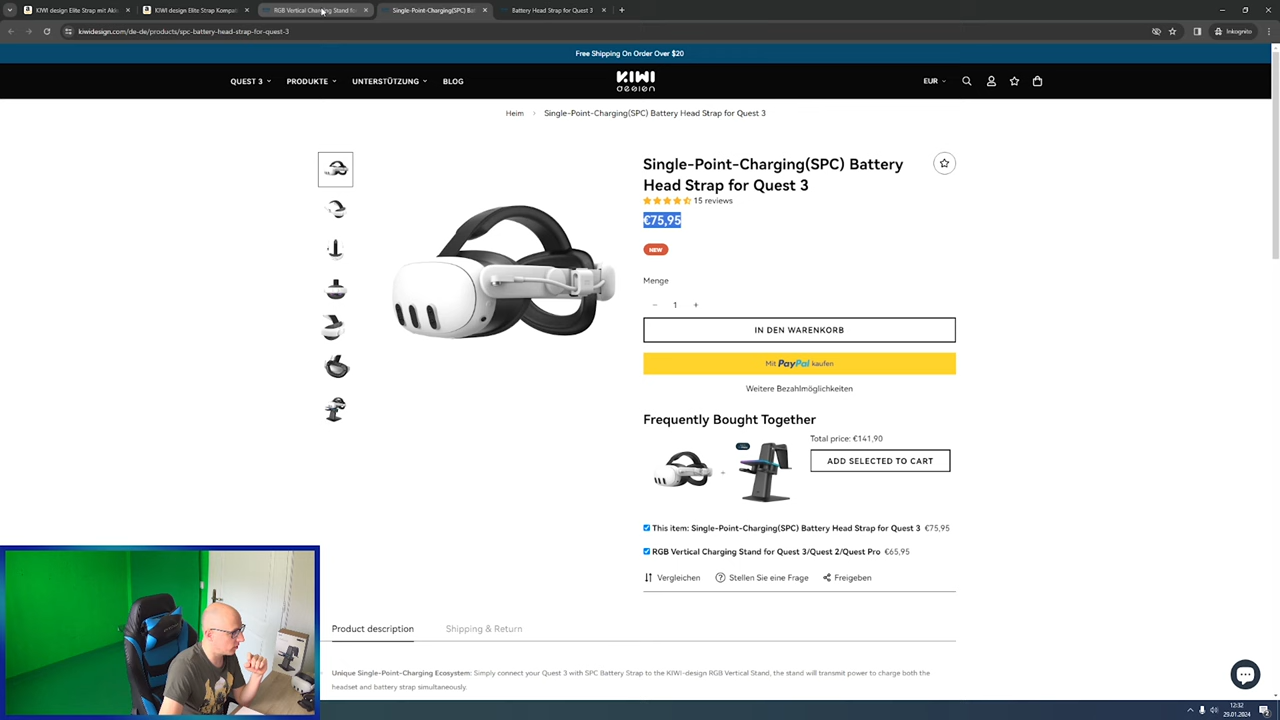 KIWI design Elite Strap mit Ak
KIWI design Elite Strap Kompa
RGB Vertical Charging Stand fo
Single-Point-Charging(SPC) Bat
Battery Head Strap for Quest 3
kiwidesign.com/de-de/products/spc-battery-head-strap-for-quest-3
Inkognito
Free Shipping On Order Over $20
QUEST 3
PRODUKTE
UNTERSTÜTZUNG
BLOG
KIWI
design
EUR
Heim
Single-Point-Charging(SPC) Battery Head Strap for Quest 3
Single-Point-Charging(SPC) Battery
Head Strap for Quest 3
15 reviews
€75,95
NEW
Menge
− 1 +
IN DEN WARENKORB
Mit PayPal kaufen
Weitere Bezahlmöglichkeiten
Frequently Bought Together
Total price: €141,90
ADD SELECTED TO CART
This item: Single-Point-Charging(SPC) Battery Head Strap for Quest 3 €75,95
RGB Vertical Charging Stand for Quest 3/Quest 2/Quest Pro €65,95
Vergleichen
Stellen Sie eine Frage
Freigeben
Product description
Shipping & Return
Unique Single-Point-Charging Ecosystem: Simply connect your Quest 3 with SPC Battery Strap to the KIWI-design RGB Vertical Stand, the stand will transmit power to charge both the
headset and battery strap simultaneously.
12:32
29.01.2024